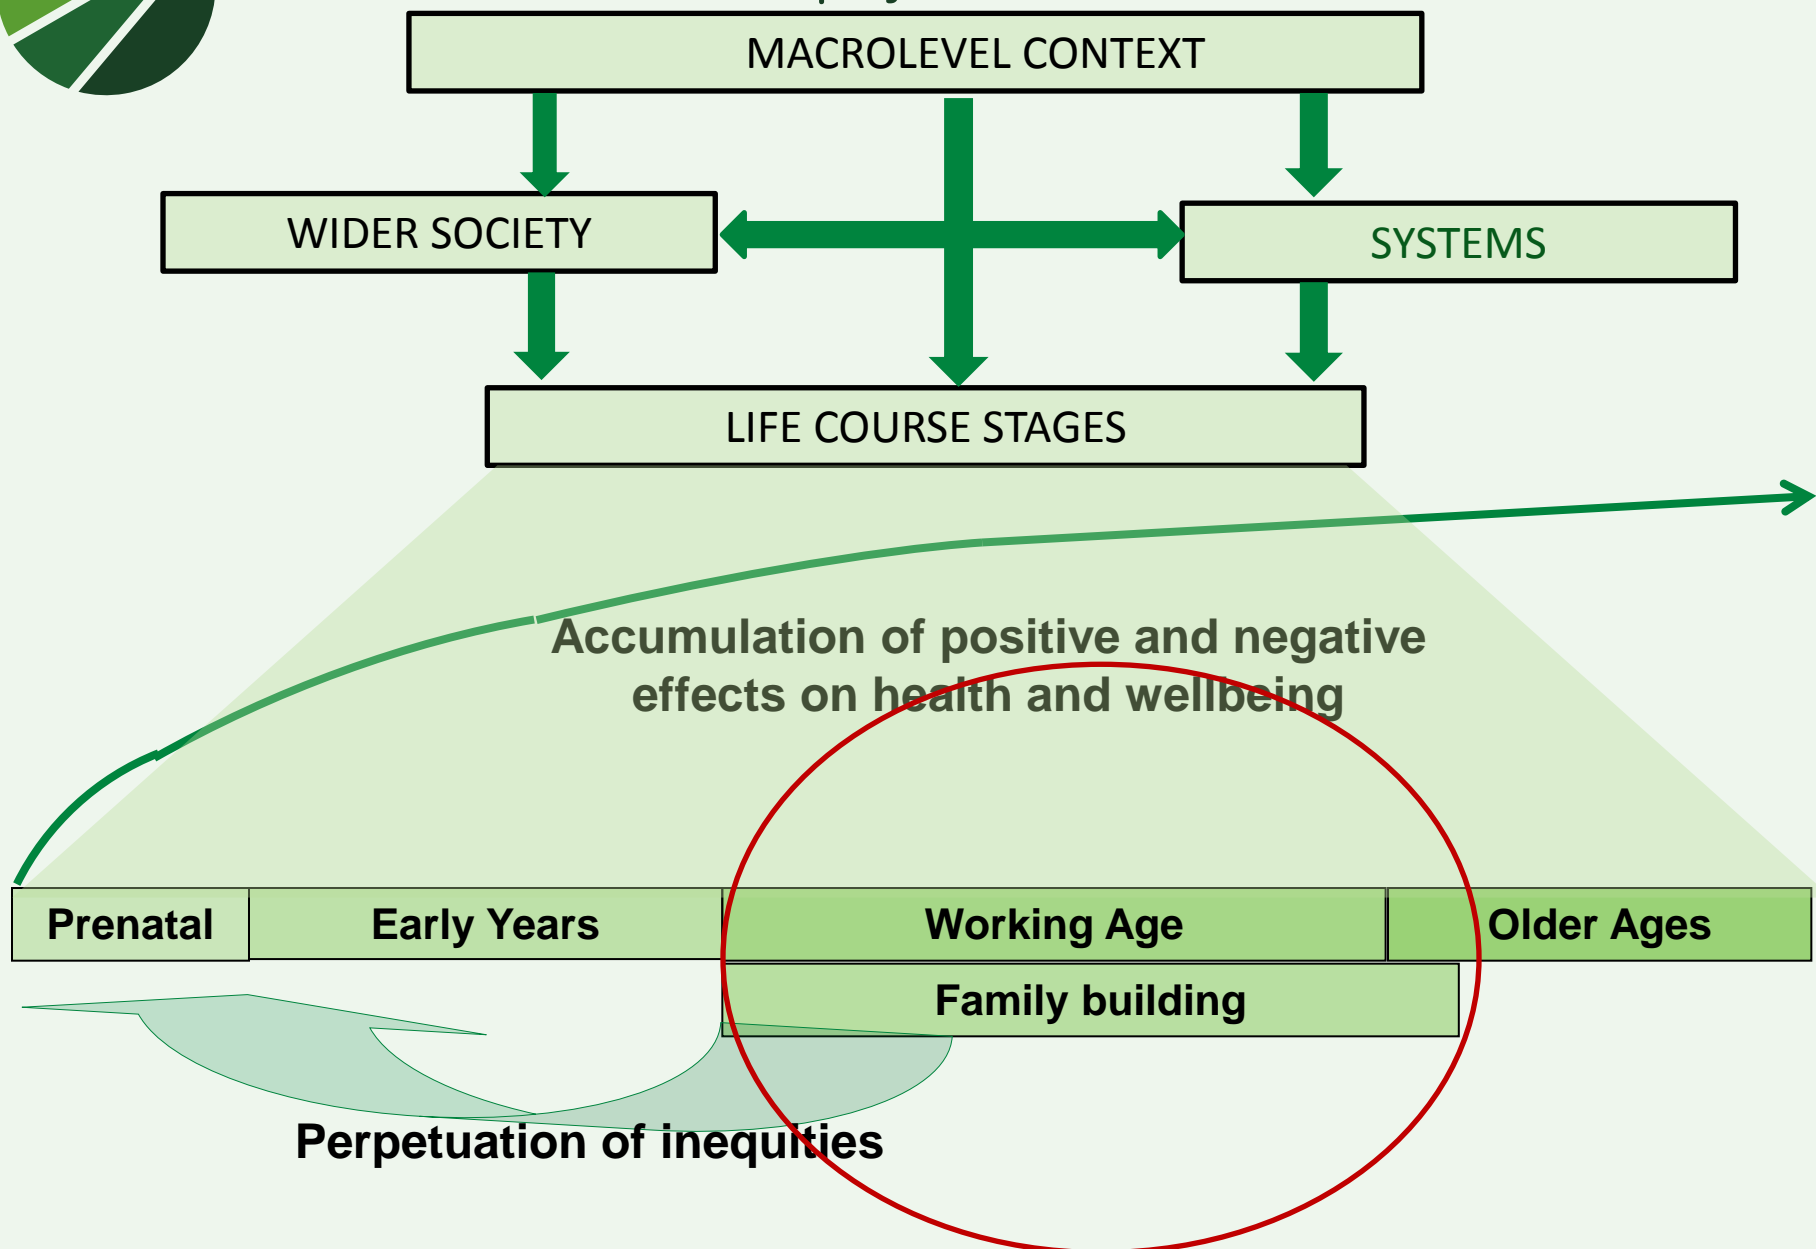 MACROLEVEL CONTEXT
WIDER SOCIETY
SYSTEMS
LIFE COURSE STAGES
Accumulation of positive and negative
effects on health and wellbeing
Prenatal
Early Years
Working Age
Older Ages
Family building
Perpetuation of inequities